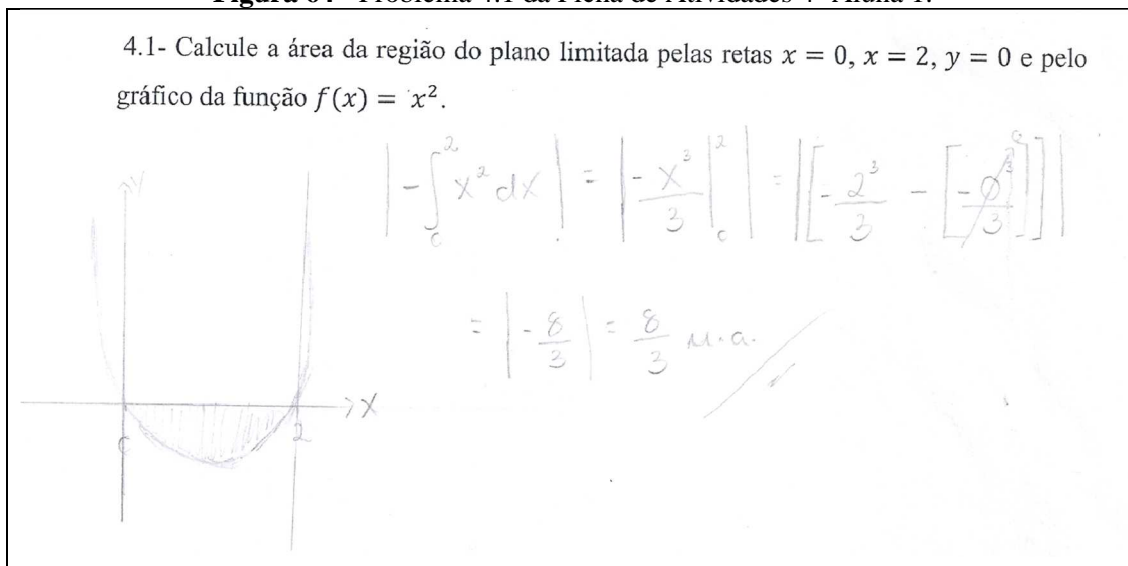 Figura 64 - Problema 4.1 da Ficha de Atividades 4- Aluna 1.
4.1- Calcule a área da região do plano limitada pelas retas x = 0, x = 2, y = 0 e pelo
gráfico da função f(x) = x².
| -∫₀² x² dx | = | -x³/3 |₀² | = | [ -2³/3 - [ -0³/3 ] ] |
= | -8/3 | = 8/3 u.a.
y
x
0
2